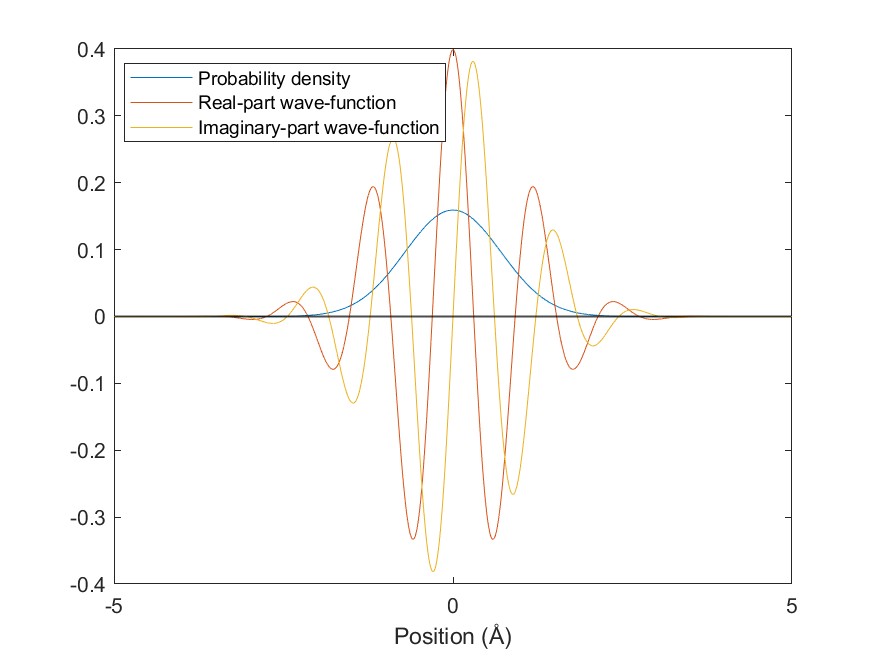 0.4
Probability density
Real-part wave-function
Imaginary-part wave-function
0.3
0.2
0.1
0
-0.1
-0.2
-0.3
-0.4
-5 0 5
Position (Å)